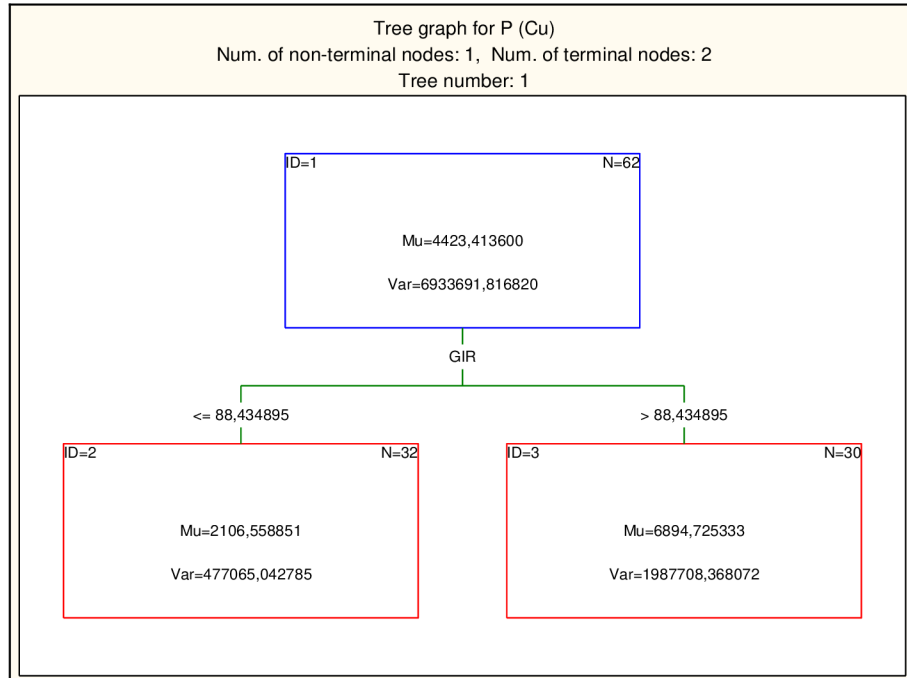 Tree graph for P (Cu)
Num. of non-terminal nodes: 1,  Num. of terminal nodes: 2
Tree number: 1
ID=1 N=62
Mu=4423,413600
Var=6933691,816820
GIR
<= 88,434895 > 88,434895
ID=2 N=32 ID=3 N=30
Mu=2106,558851 Mu=6894,725333
Var=477065,042785 Var=1987708,368072